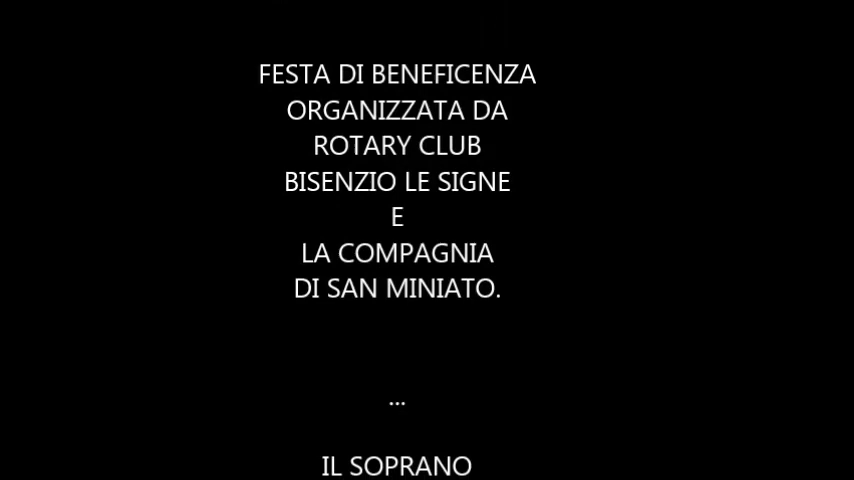 FESTA DI BENEFICENZA
ORGANIZZATA DA
ROTARY CLUB
BISENZIO LE SIGNE
E
LA COMPAGNIA
DI SAN MINIATO.
...
IL SOPRANO